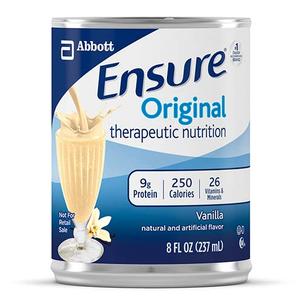 Abbott
Ensure®
Original
therapeutic nutrition
9g
Protein
250
Calories
26
Vitamins &
Minerals
Not For
Retail
Sale
Vanilla
natural and artificial flavor
8 FL OZ (237 mL)